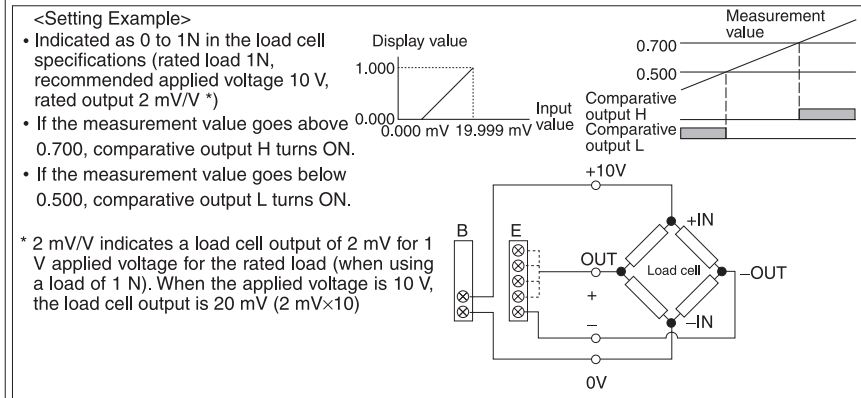 <Setting Example>
• Indicated as 0 to 1N in the load cell
specifications (rated load 1N,
recommended applied voltage 10 V,
rated output 2 mV/V *)
• If the measurement value goes above
0.700, comparative output H turns ON.
• If the measurement value goes below
0.500, comparative output L turns ON.
* 2 mV/V indicates a load cell output of 2 mV for 1
V applied voltage for the rated load (when using
a load of 1 N). When the applied voltage is 10 V,
the load cell output is 20 mV (2 mV×10)
Display value
1.000
0.000
0.000 mV 19.999 mV
Input
value
Measurement
value
0.700
0.500
Comparative
output H
Comparative
output L
+10V
B E
+IN
OUT
Load cell
–OUT
+
–
–IN
0V